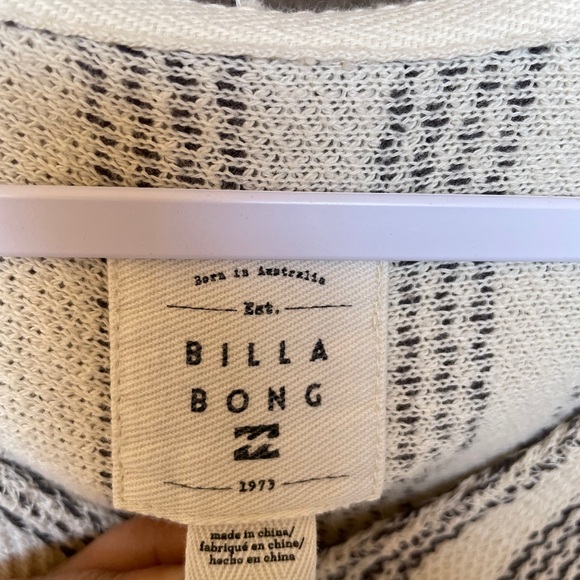 Born in Australia
Est.
BILLA
BONG
1973
made in china/
fabriqué en chine/
hecho en china